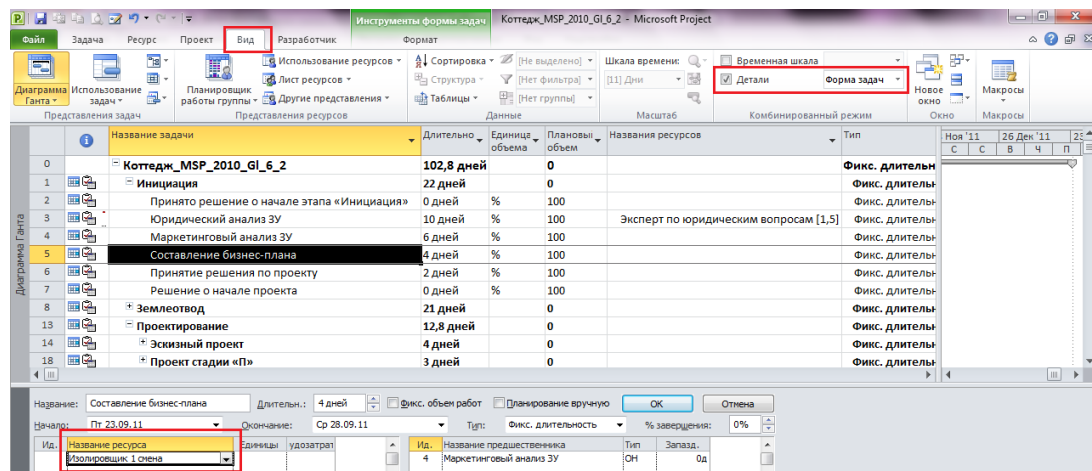 Инструменты формы задач Коттедж_MSP_2010_Gl_6_2 - Microsoft Project
Файл Задача Ресурс Проект Вид Разработчик Формат
Диаграмма Ганта
Использование задач
Планировщик работы группы
Использование ресурсов
Лист ресурсов
Другие представления
Сортировка
Структура
Таблицы
[Не выделено]
[Нет фильтра]
[Нет группы]
Шкала времени:
[11] Дни
Временная шкала
Детали Форма задач
Новое окно
Макросы
Представления задач Представления ресурсов Данные Масштаб Комбинированный режим Окно Макросы
Название задачи Длительно Единица объема Плановы объем Названия ресурсов Тип Ноя '11 26 Дек '11 23
С С В Ч П
0 Коттедж_MSP_2010_Gl_6_2 102,8 дней 0 Фикс. длительн
1 Инициация 22 дней 0 Фикс. длительн
2 Принято решение о начале этапа «Инициация» 0 дней % 100 Фикс. длительн
3 Юридический анализ ЗУ 10 дней % 100 Эксперт по юридическим вопросам [1,5] Фикс. длительн
4 Маркетинговый анализ ЗУ 6 дней % 100 Фикс. длительн
5 Составление бизнес-плана 4 дней % 100 Фикс. длительн
6 Принятие решения по проекту 2 дней % 100 Фикс. длительн
7 Решение о начале проекта 0 дней % 100 Фикс. длительн
8 Землеотвод 21 дней 0 Фикс. длительн
13 Проектирование 12,8 дней 0 Фикс. длительн
14 Эскизный проект 4 дней 0 Фикс. длительн
18 Проект стадии «П» 3 дней 0 Фикс. длительн
Диаграмма Ганта
Название: Составление бизнес-плана Длительн.: 4 дней Фикс. объем работ Планирование вручную ОК Отмена
Начало: Пт 23.09.11 Окончание: Ср 28.09.11 Тип: Фикс. длительность % завершения: 0%
Ид. Название ресурса Единицы удозатрат Ид. Название предшественника Тип Запазд.
Изолировщик 1 смена 4 Маркетинговый анализ ЗУ ОН 0д